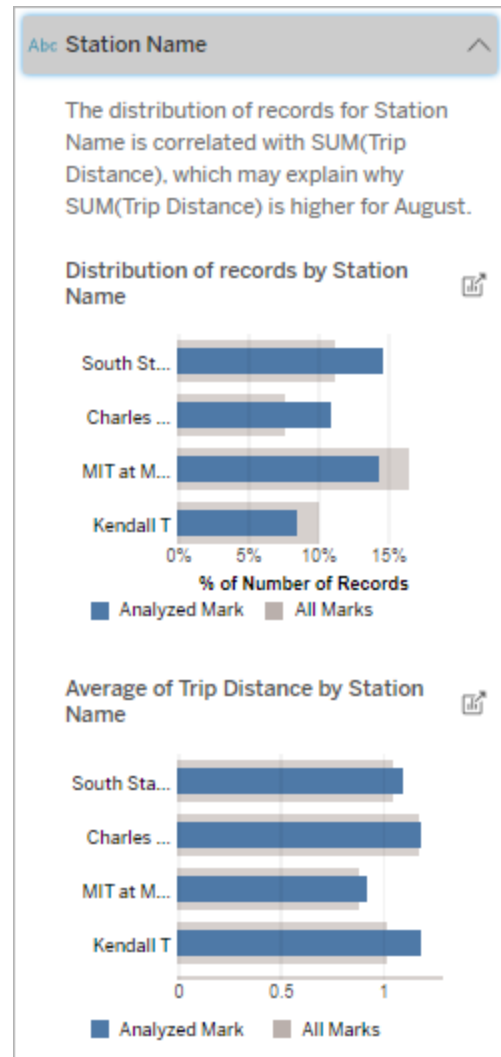 Abc Station Name
The distribution of records for Station
Name is correlated with SUM(Trip
Distance), which may explain why
SUM(Trip Distance) is higher for August.
Distribution of records by Station
Name
South St...
Charles ...
MIT at M...
Kendall T
0% 5% 10% 15%
% of Number of Records
Analyzed Mark All Marks
Average of Trip Distance by Station
Name
South Sta...
Charles ...
MIT at M...
Kendall T
0 0.5 1
Analyzed Mark All Marks